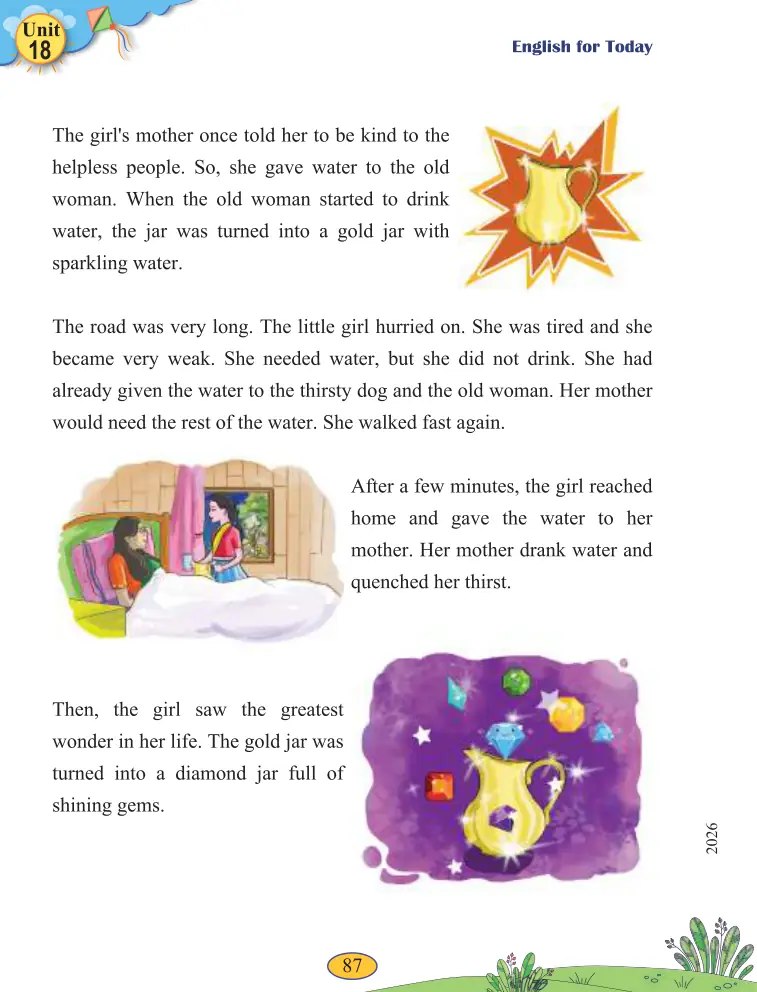 Unit
18
English for Today
The girl's mother once told her to be kind to the
helpless people. So, she gave water to the old
woman. When the old woman started to drink
water, the jar was turned into a gold jar with
sparkling water.
The road was very long. The little girl hurried on. She was tired and she
became very weak. She needed water, but she did not drink. She had
already given the water to the thirsty dog and the old woman. Her mother
would need the rest of the water. She walked fast again.
After a few minutes, the girl reached
home and gave the water to her
mother. Her mother drank water and
quenched her thirst.
Then, the girl saw the greatest
wonder in her life. The gold jar was
turned into a diamond jar full of
shining gems.
2026
87